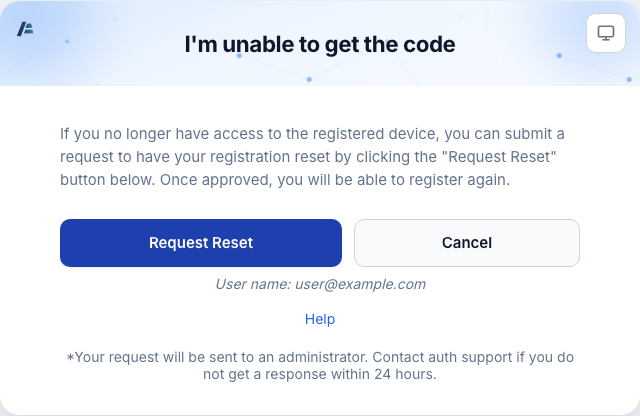 I'm unable to get the code
If you no longer have access to the registered device, you can submit a
request to have your registration reset by clicking the "Request Reset"
button below. Once approved, you will be able to register again.
Request Reset
Cancel
User name: user@example.com
Help
*Your request will be sent to an administrator. Contact auth support if you do
not get a response within 24 hours.